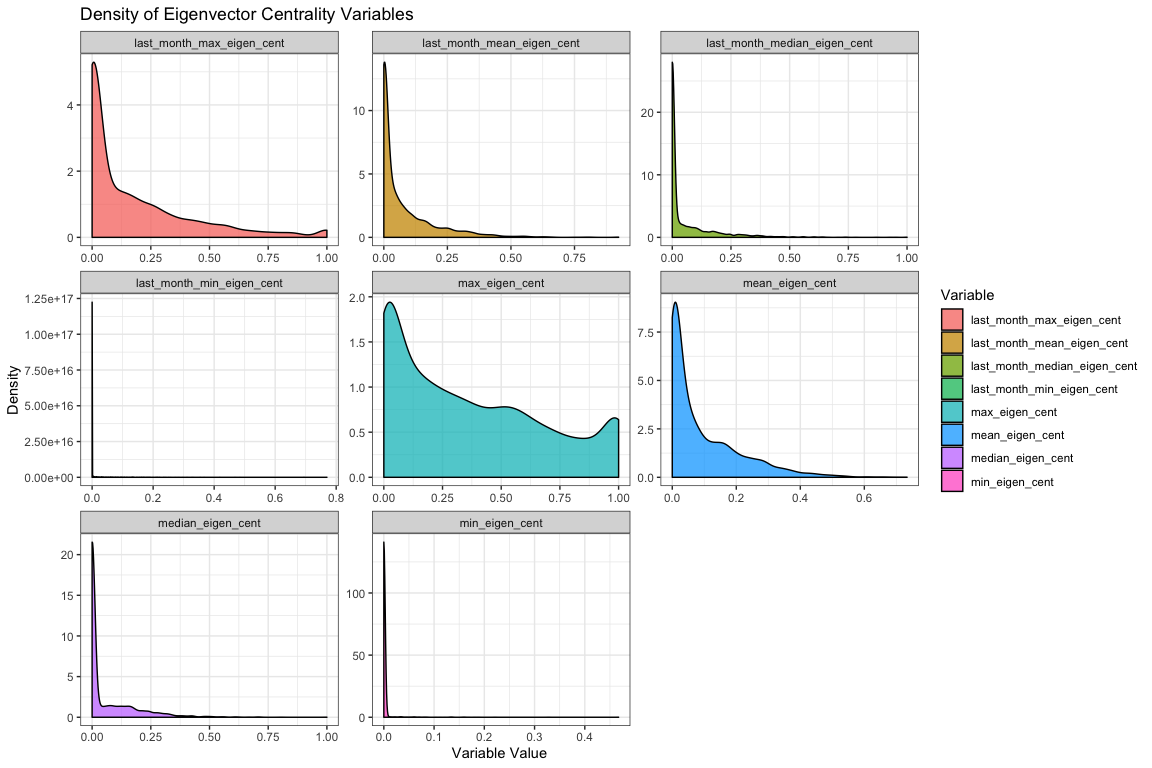 Density of Eigenvector Centrality Variables
last_month_max_eigen_cent
last_month_mean_eigen_cent
last_month_median_eigen_cent
4
2
0
10
5
0
20
10
0
0.00 0.25 0.50 0.75 1.00
0.00 0.25 0.50 0.75
0.00 0.25 0.50 0.75 1.00
last_month_min_eigen_cent
max_eigen_cent
mean_eigen_cent
Density
1.25e+17
1.00e+17
7.50e+16
5.00e+16
2.50e+16
0.00e+00
2.0
1.5
1.0
0.5
0.0
7.5
5.0
2.5
0.0
0.0 0.2 0.4 0.6 0.8
0.00 0.25 0.50 0.75 1.00
0.0 0.2 0.4 0.6
median_eigen_cent
min_eigen_cent
20
15
10
5
0
100
50
0
0.00 0.25 0.50 0.75 1.00
0.0 0.1 0.2 0.3 0.4
Variable Value
Variable
last_month_max_eigen_cent
last_month_mean_eigen_cent
last_month_median_eigen_cent
last_month_min_eigen_cent
max_eigen_cent
mean_eigen_cent
median_eigen_cent
min_eigen_cent